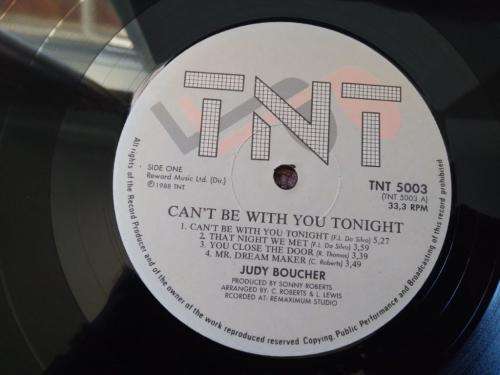 TNT
SIDE ONE
Reward Music Ltd. (Dir.)
℗ 1988 TNT
TNT 5003
(TNT 5003 A)
33,3 RPM
CAN'T BE WITH YOU TONIGHT
1. CAN'T BE WITH YOU TONIGHT (F.J. Da Silva) 5,27
2. THAT NIGHT WE MET (F.J. Da Silva) 3,59
3. YOU CLOSE THE DOOR (R. Thomas) 3,39
4. MR. DREAM MAKER (C. Roberts) 3,49
JUDY BOUCHER
PRODUCED BY SONNY ROBERTS
ARRANGED BY: C. ROBERTS & L. LEWIS
RCORDED AT: REMAXIMUM STUDIO
All rights of the Record Producer and of the owner of the work reproduced reserved Copying, Public Performance and Broadcasting of this record prohibited